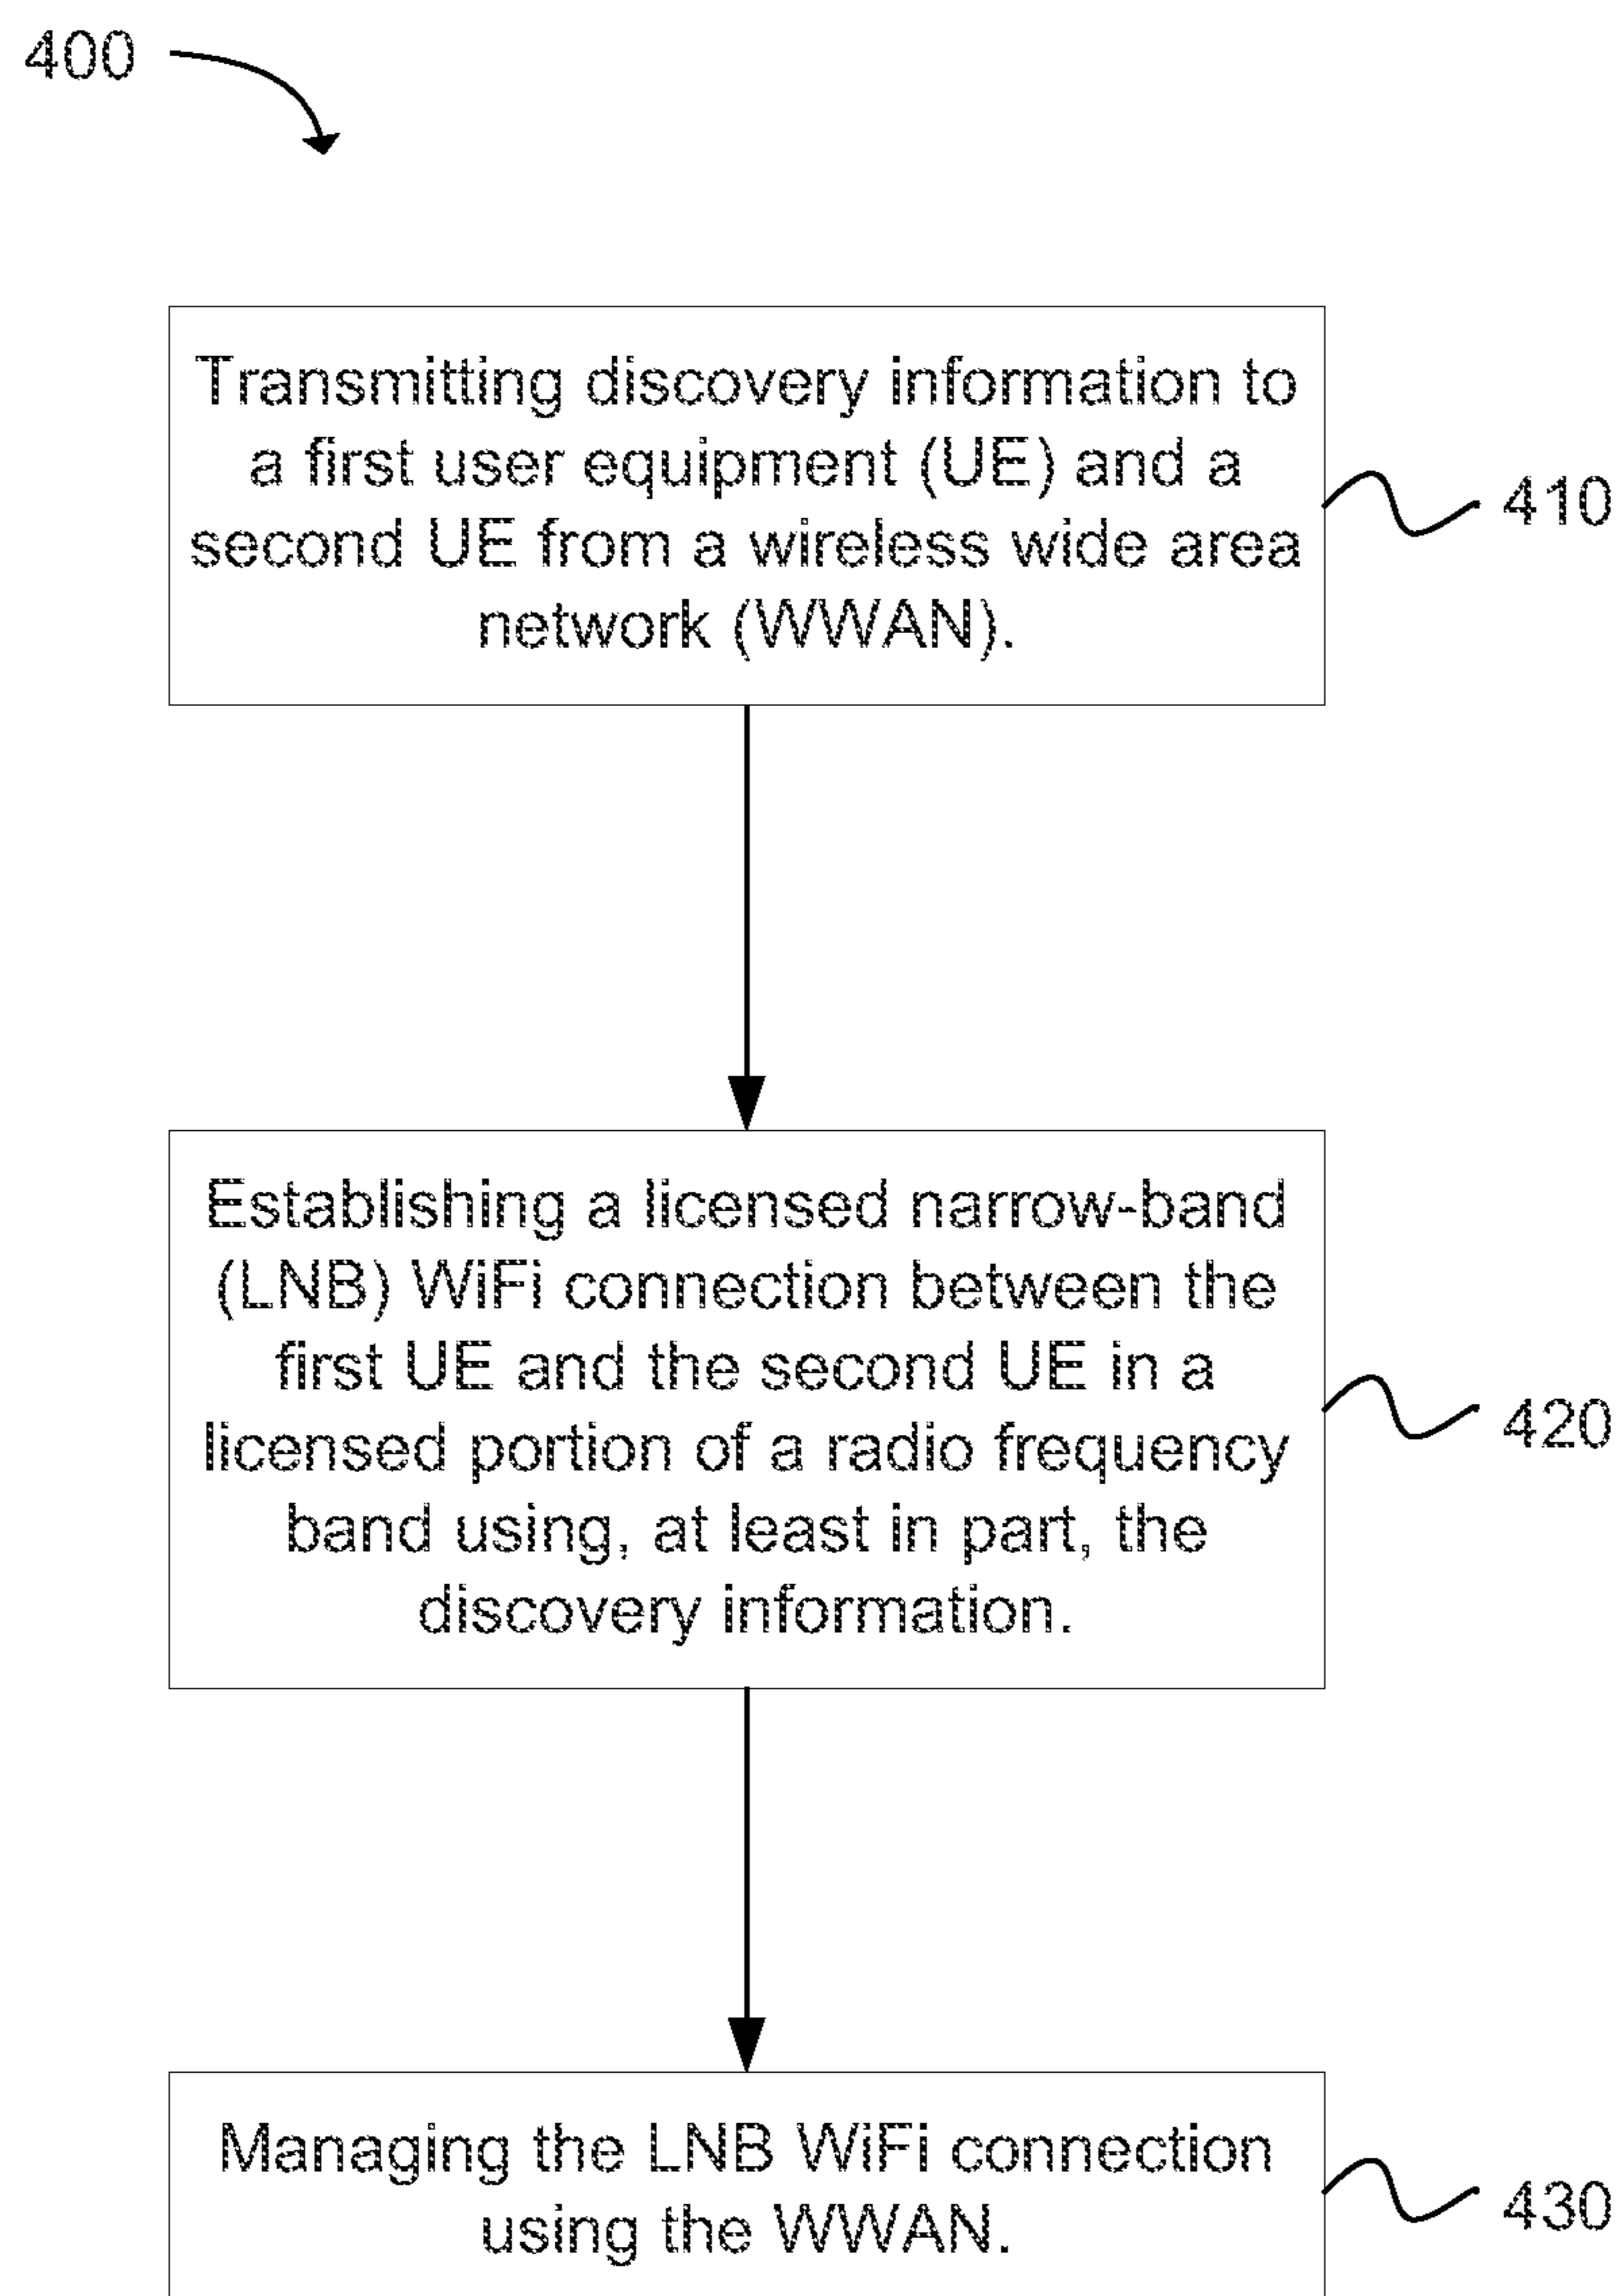 400
Transmitting discovery information to
a first user equipment (UE) and a
second UE from a wireless wide area
network (WWAN).
410
Establishing a licensed narrow-band
(LNB) WiFi connection between the
first UE and the second UE in a
licensed portion of a radio frequency
band using, at least in part, the
discovery information.
420
Managing the LNB WiFi connection
using the WWAN.
430